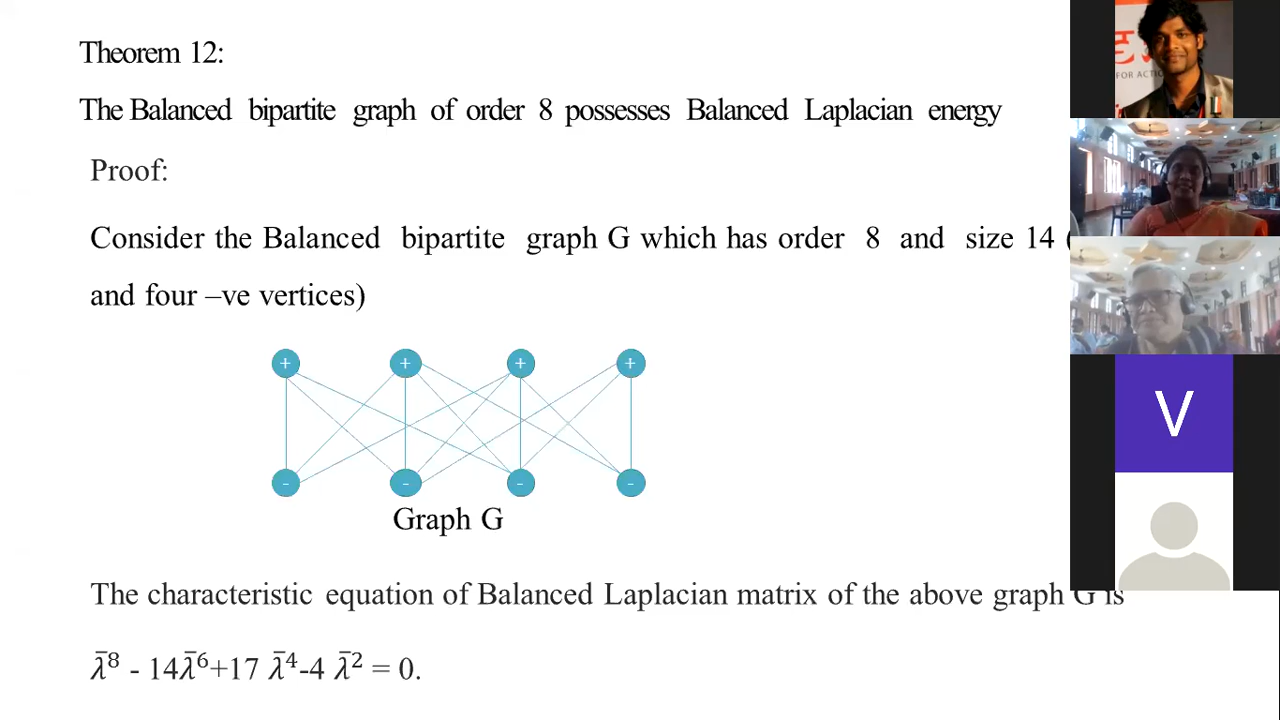 Theorem 12:
The Balanced bipartite graph of order 8 possesses Balanced Laplacian energy
Proof:
Consider the Balanced bipartite graph G which has order 8 and size 14 (
and four –ve vertices)
+ + + +
- - - -
Graph G
The characteristic equation of Balanced Laplacian matrix of the above graph G is
λ̄⁸ - 14λ̄⁶+17 λ̄⁴-4 λ̄² = 0.
FOR ACTIO
V